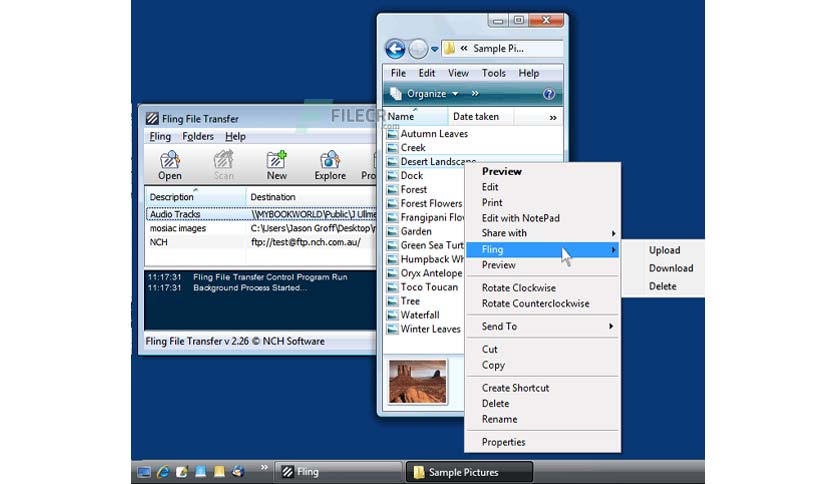 Fling File Transfer
Fling Folders Help
Open Scan New Explore
Description Destination
Audio Tracks \\MYBOOKWORLD\Public\J Ullme
mosiac images C:\Users\Jason Groff\Desktop\
NCH ftp://test@ftp.nch.com.au/
11:17:31 Fling File Transfer Control Program Run
11:17:31 Background Process Started...
Fling File Transfer v 2.26 © NCH Software
FILECR
.com
« Sample Pi...
File Edit View Tools Help
Organize »
Name Date taken »
Autumn Leaves
Creek
Desert Landscape
Dock
Forest
Forest Flowers
Frangipani Flow
Garden
Green Sea Turt
Humpback Wh
Oryx Antelope
Toco Toucan
Tree
Waterfall
Winter Leaves
Preview
Edit
Print
Edit with NotePad
Share with
Fling
Preview
Rotate Clockwise
Rotate Counterclockwise
Send To
Cut
Copy
Create Shortcut
Delete
Rename
Properties
Upload
Download
Delete
» Fling Sample Pictures